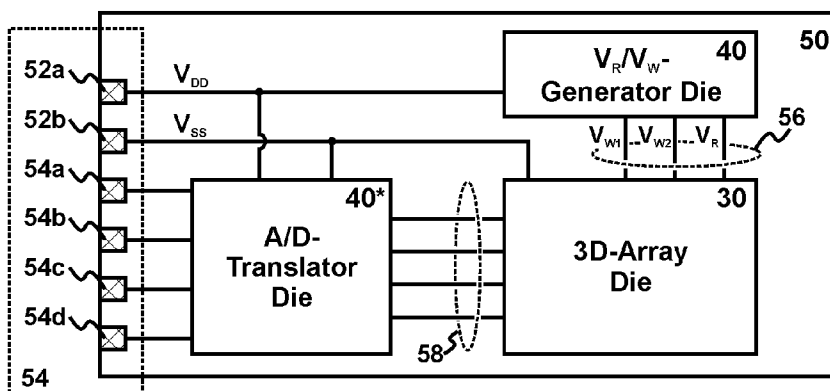 40
50
V_R/V_W-
Generator Die
52a
V_DD
52b
V_SS
V_W1
V_W2
V_R
56
54a
40*
30
54b
A/D-
Translator
Die
3D-Array
Die
54c
54d
58
54